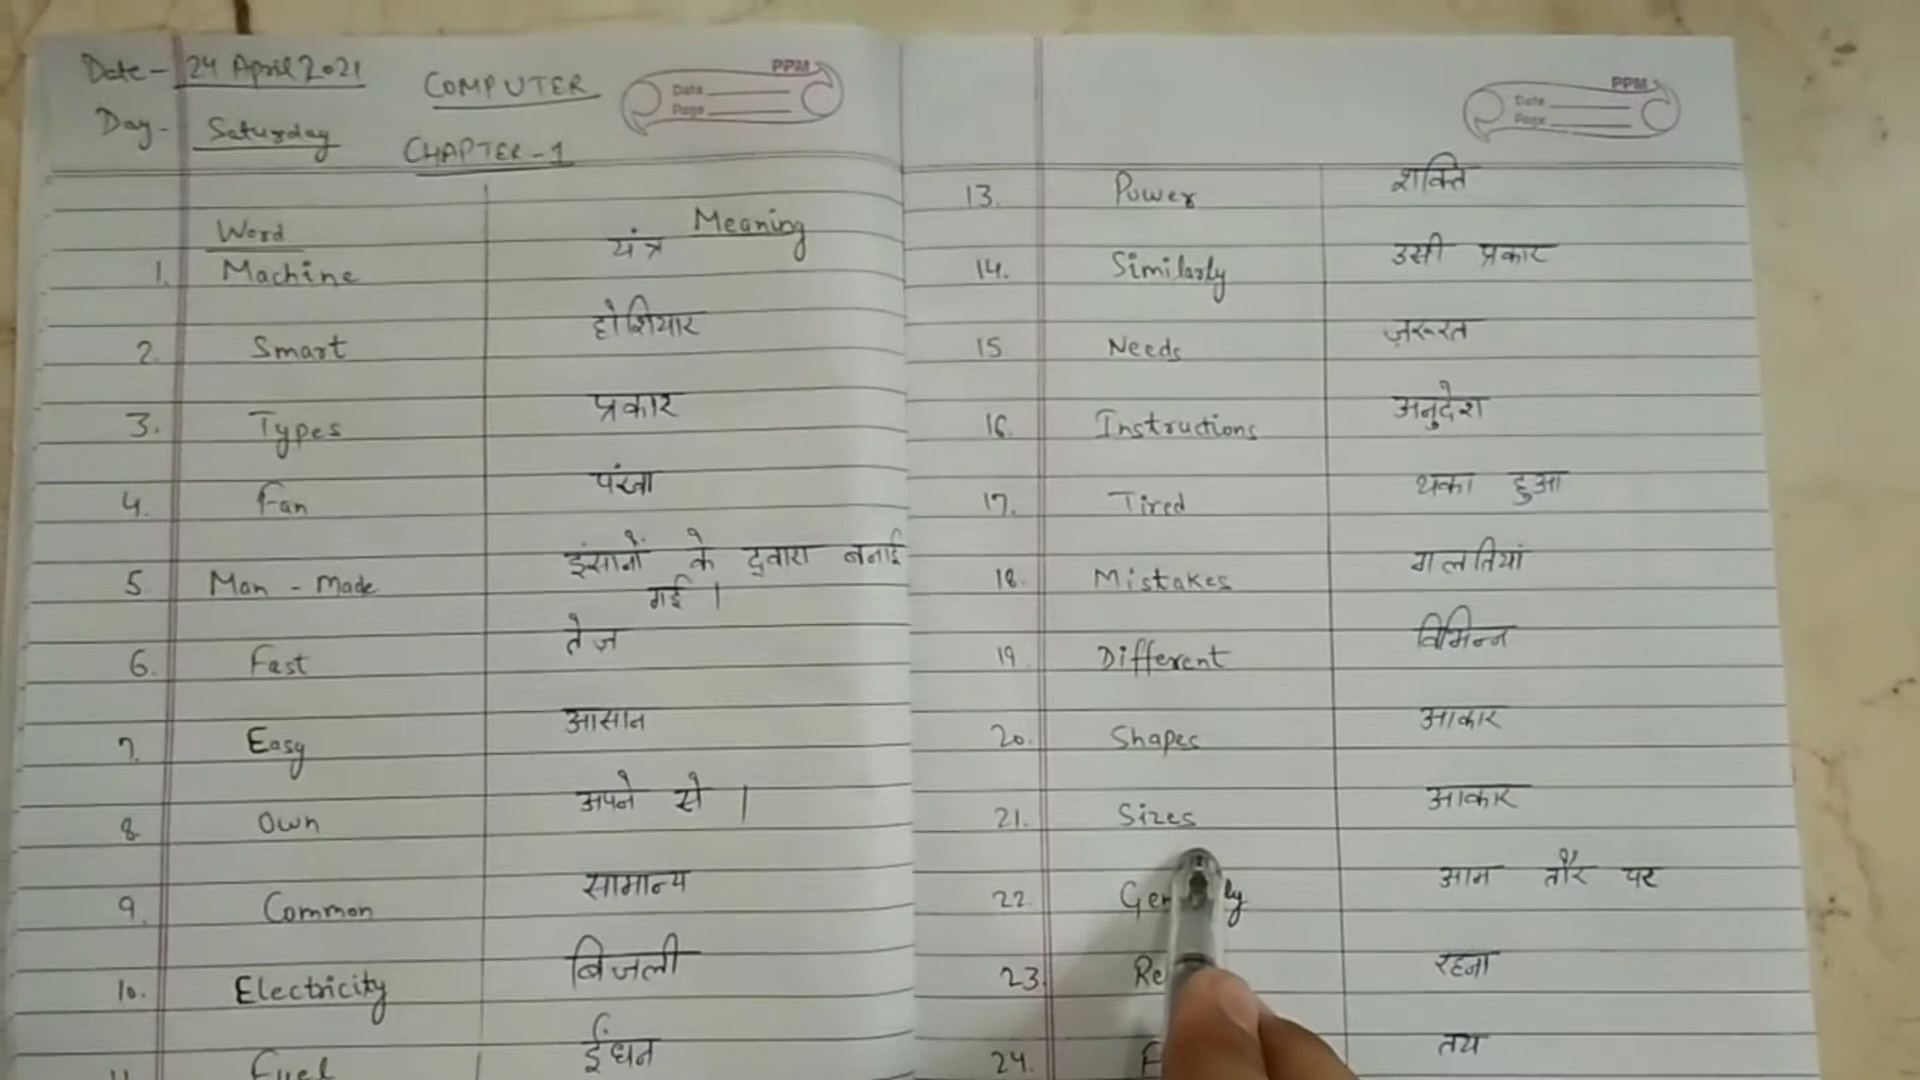 Date - 24 April 2021
COMPUTER
Day - Saturday
CHAPTER - 1
PPM
Date
Page
Word Meaning
1. Machine यंत्र
2. Smart होशियार
3. Types प्रकार
4. Fan पंखा
5. Man - Made इंसानों के द्वारा बनाई
गई ।
6. Fast तेज
7. Easy आसान
8. Own अपने से ।
9. Common सामान्य
10. Electricity बिजली
11. Fuel ईंधन
PPM
Date
Page
13. Power शक्ति
14. Similarly उसी प्रकार
15 Needs ज़रूरत
16. Instructions अनुदेश
17. Tired थका हुआ
18. Mistakes गलतियां
19 Different विभिन्न
20. Shapes आकार
21. Sizes आकार
22. आम तौर पर
23. रहना
24. तय